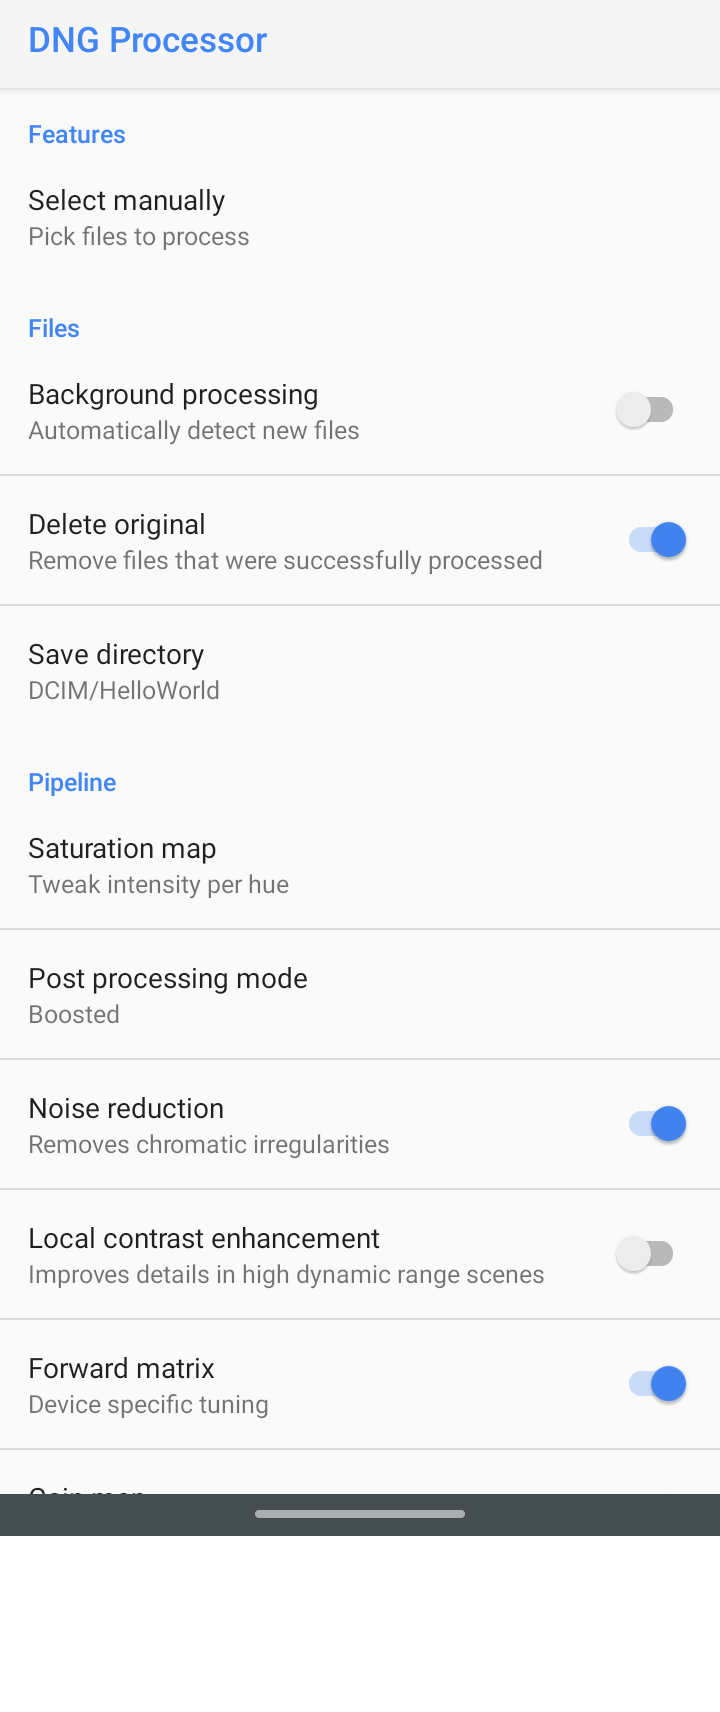 DNG Processor
Features
Select manually
Pick files to process
Files
Background processing
Automatically detect new files
Delete original
Remove files that were successfully processed
Save directory
DCIM/HelloWorld
Pipeline
Saturation map
Tweak intensity per hue
Post processing mode
Boosted
Noise reduction
Removes chromatic irregularities
Local contrast enhancement
Improves details in high dynamic range scenes
Forward matrix
Device specific tuning